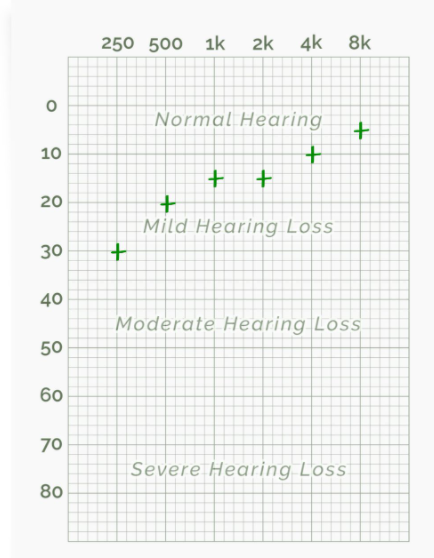 250 500 1k 2k 4k 8k
0
Normal Hearing
10
20
Mild Hearing Loss
30
40
Moderate Hearing Loss
50
60
70
Severe Hearing Loss
80